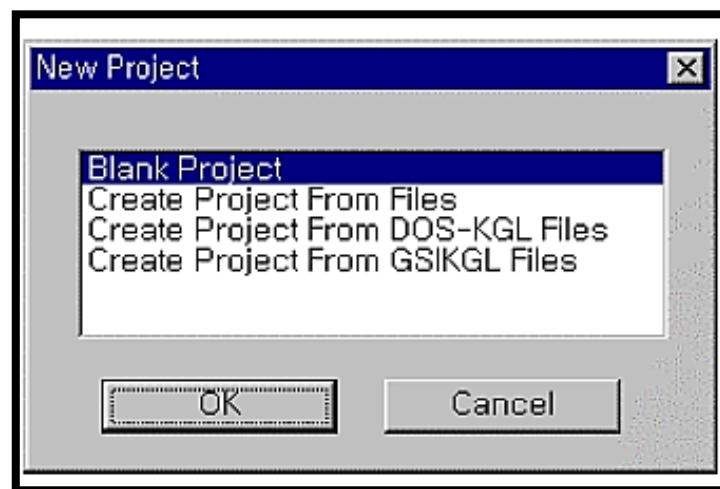 New Project
Blank Project
Create Project From Files
Create Project From DOS-KGL Files
Create Project From GSIKGL Files
OK
Cancel